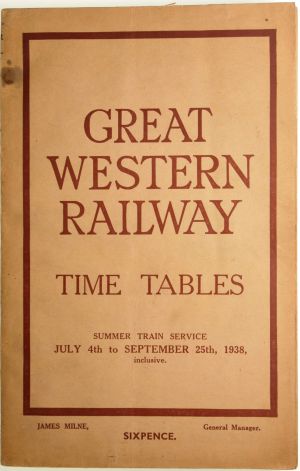 GREAT
WESTERN
RAILWAY
TIME TABLES
SUMMER TRAIN SERVICE
JULY 4th to SEPTEMBER 25th, 1938,
inclusive.
JAMES MILNE, General Manager.
SIXPENCE.